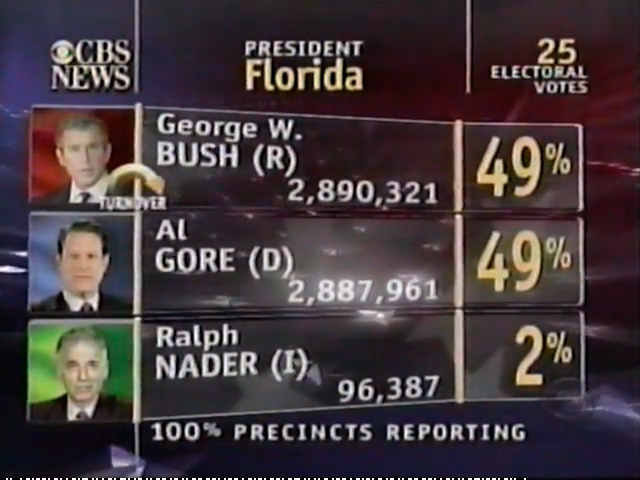 CBS
NEWS
PRESIDENT
Florida
25
ELECTORAL
VOTES
George W.
BUSH (R)
2,890,321
49%
TURNOVER
Al
GORE (D)
2,887,961
49%
Ralph
NADER (I)
96,387
2%
100% PRECINCTS REPORTING